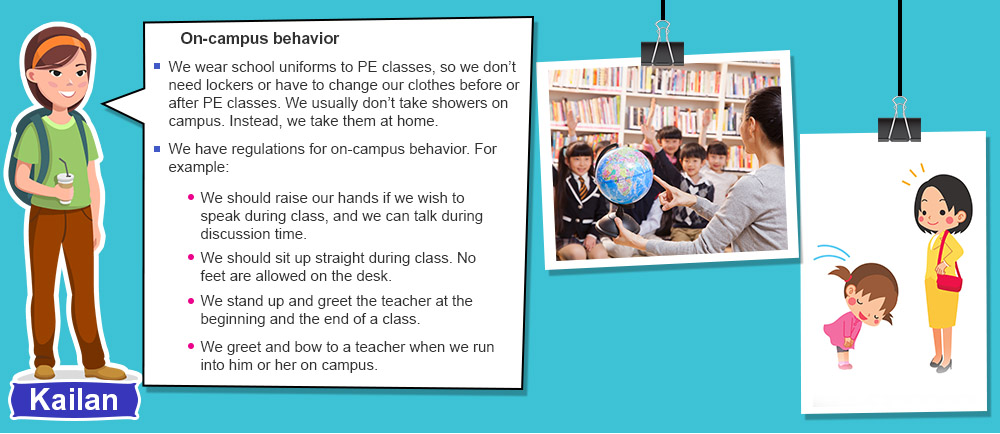 On-campus behavior
We wear school uniforms to PE classes, so we don't
need lockers or have to change our clothes before or
after PE classes. We usually don't take showers on
campus. Instead, we take them at home.
We have regulations for on-campus behavior. For
example:
We should raise our hands if we wish to
speak during class, and we can talk during
discussion time.
We should sit up straight during class. No
feet are allowed on the desk.
We stand up and greet the teacher at the
beginning and the end of a class.
We greet and bow to a teacher when we run
into him or her on campus.
Kailan